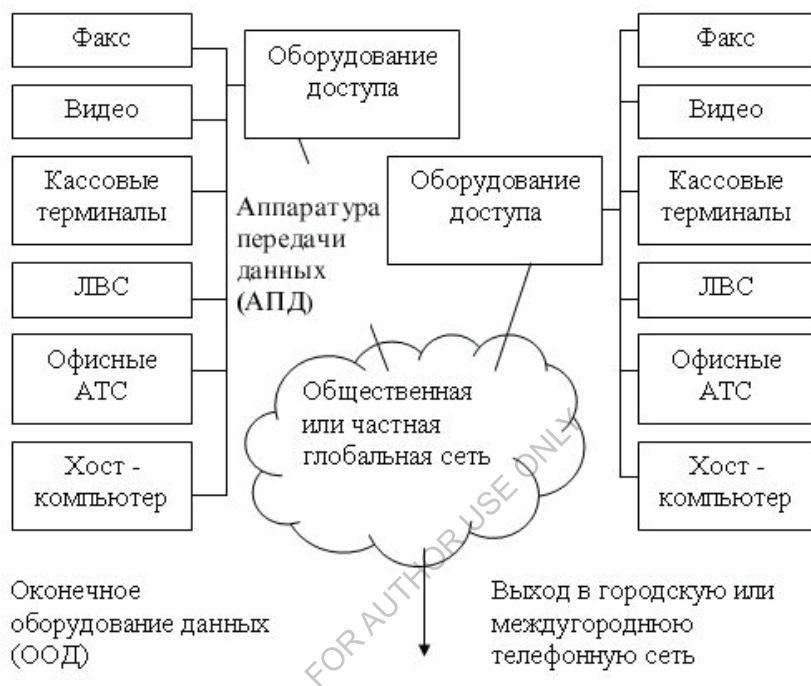 Факс
Видео
Кассовые
терминалы
ЛВС
Офисные
АТС
Хост -
компьютер
Оборудование
доступа
Аппаратура
передачи
данных
(АПД)
Оборудование
доступа
Общественная
или частная
глобальная сеть
Факс
Видео
Кассовые
терминалы
ЛВС
Офисные
АТС
Хост -
компьютер
Оконечное
оборудование данных
(ООД)
Выход в городскую или
междугороднюю
телефонную сеть
FOR AUTHOR USE ONLY